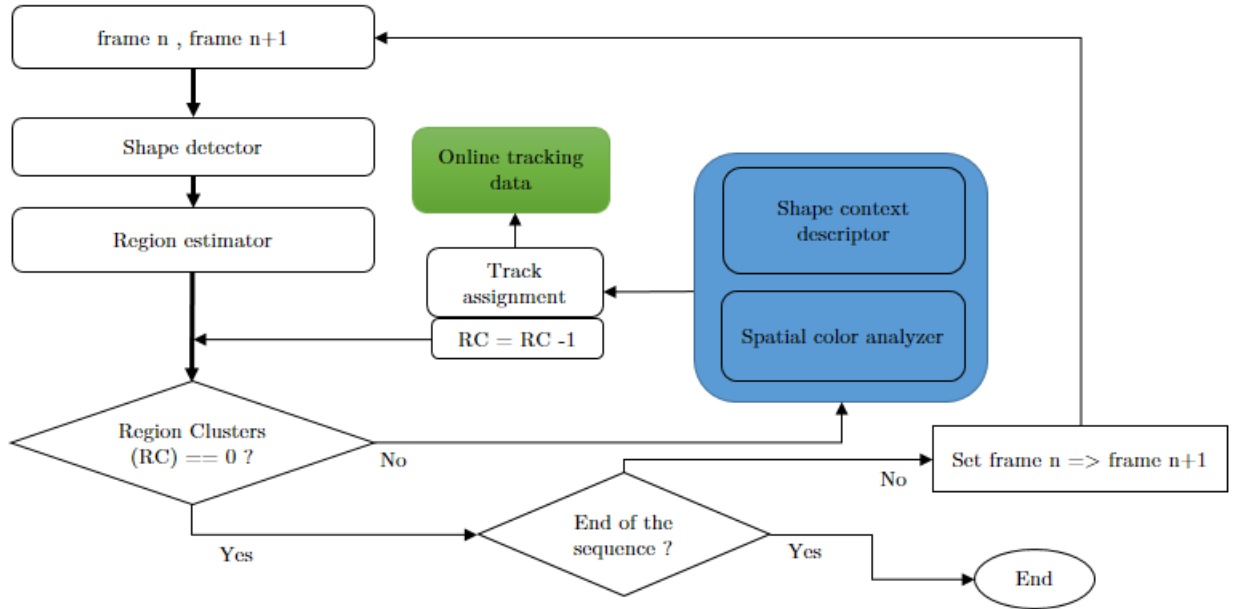 frame n , frame n+1
Shape detector
Region estimator
Online tracking
data
Track
assignment
RC = RC -1
Shape context
descriptor
Spatial color analyzer
Region Clusters
(RC) == 0 ?
No
Yes
End of the
sequence ?
No
Yes
Set frame n => frame n+1
End